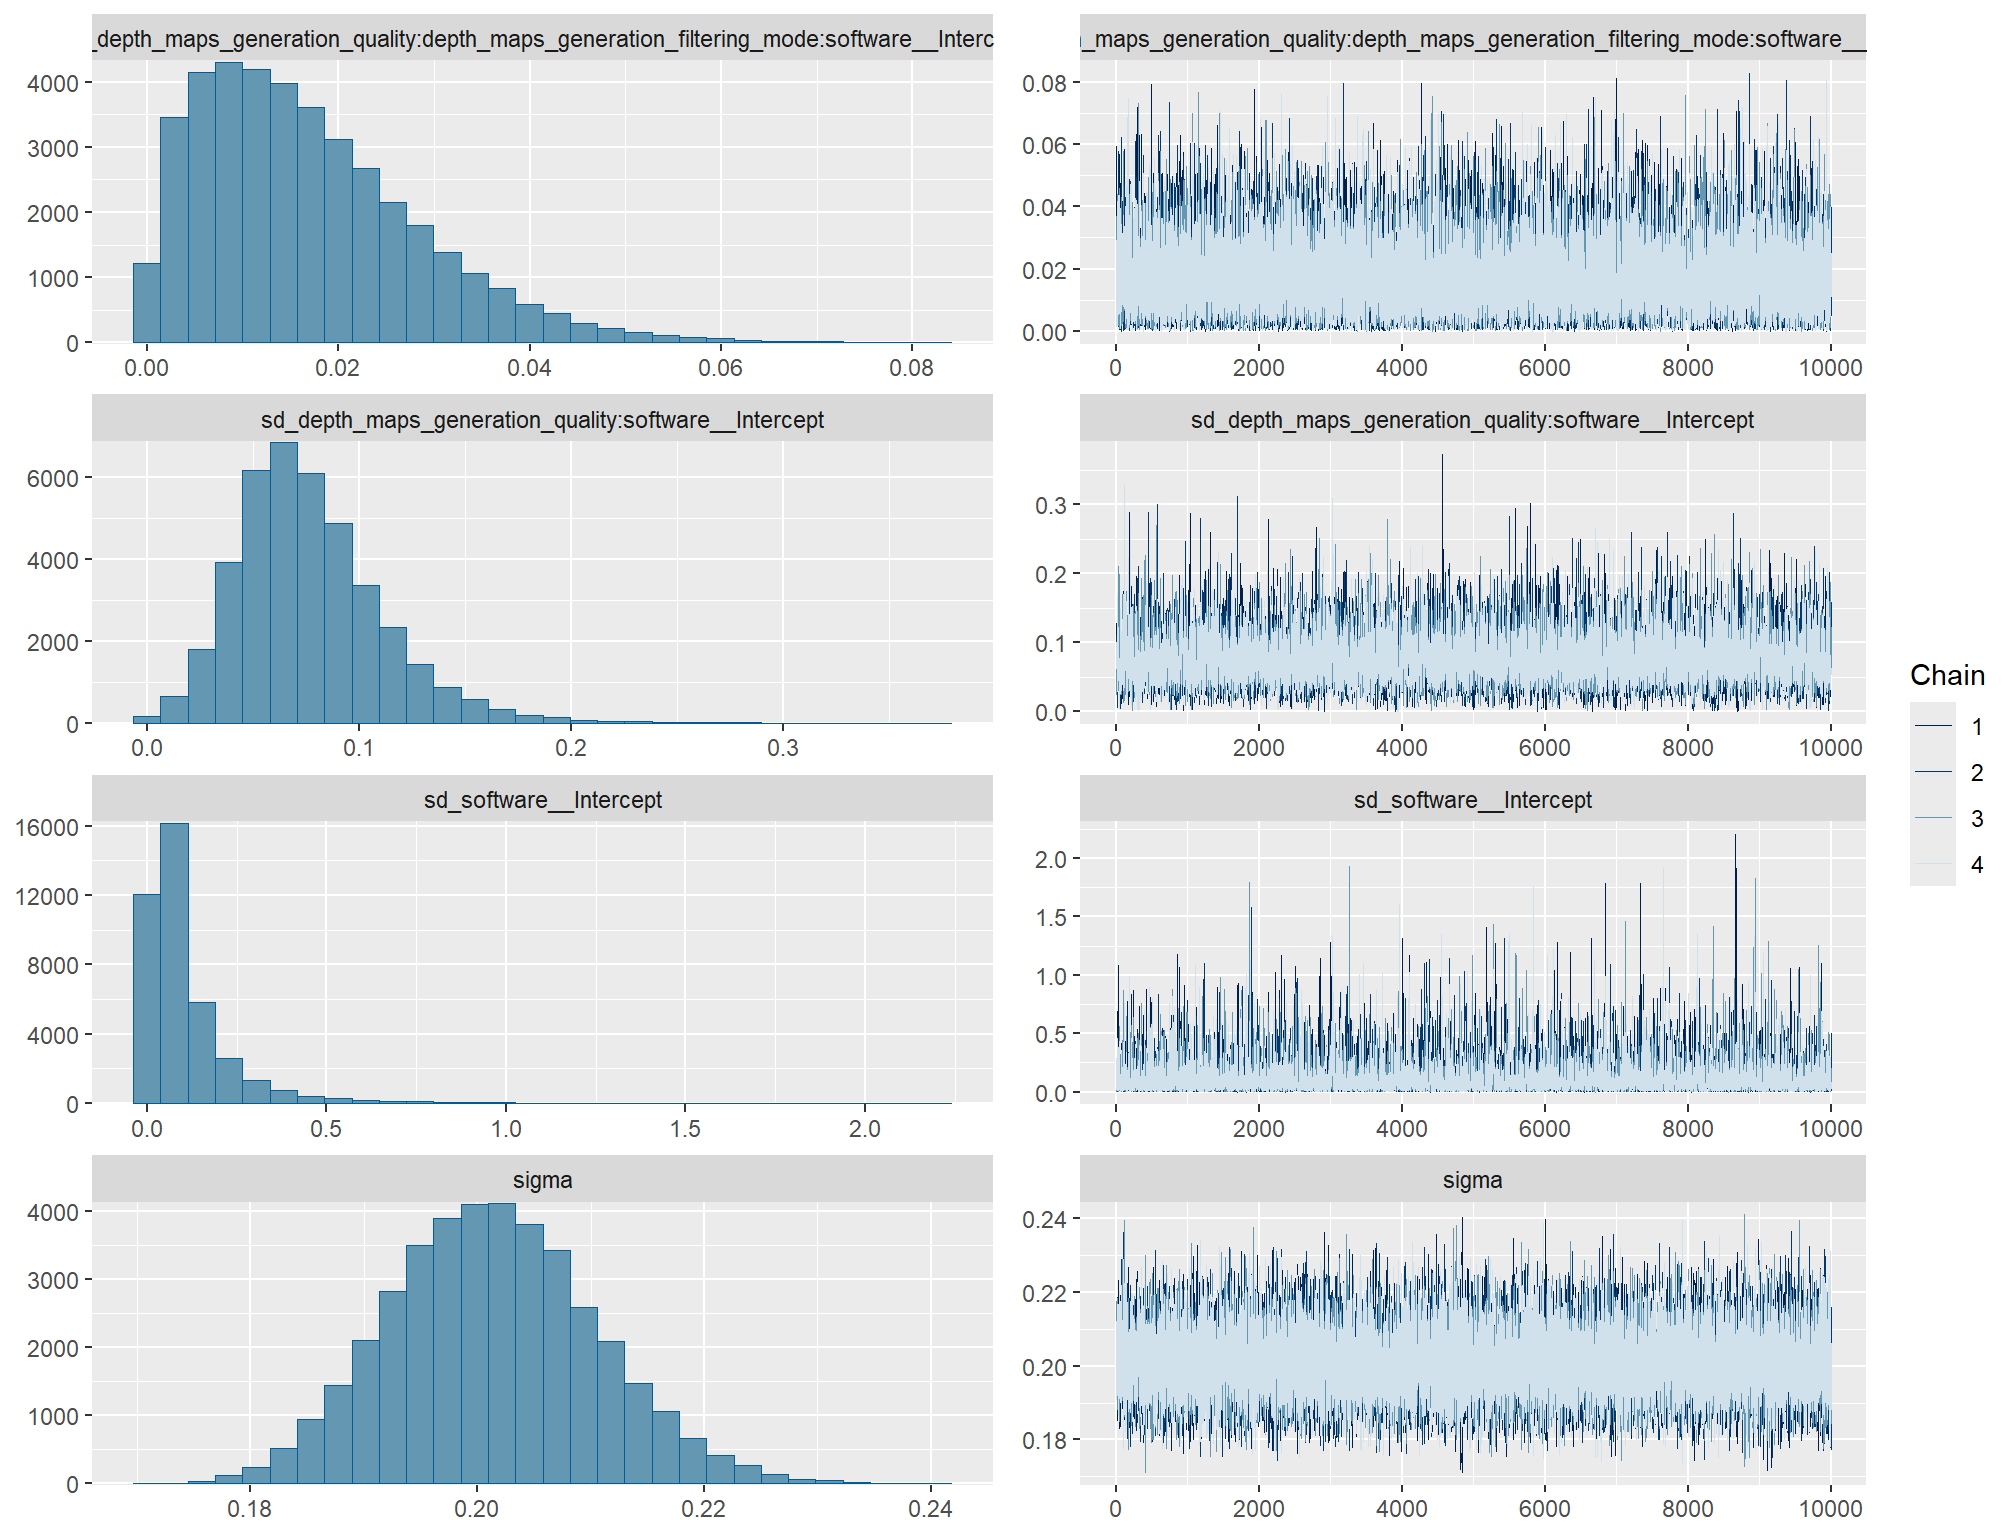 _depth_maps_generation_quality:depth_maps_generation_filtering_mode:software__Interc
4000
3000
2000
1000
0
0.00 0.02 0.04 0.06 0.08
_maps_generation_quality:depth_maps_generation_filtering_mode:software__
0.08
0.06
0.04
0.02
0.00
0 2000 4000 6000 8000 10000
sd_depth_maps_generation_quality:software__Intercept
6000
4000
2000
0
0.0 0.1 0.2 0.3
sd_depth_maps_generation_quality:software__Intercept
0.3
0.2
0.1
0.0
0 2000 4000 6000 8000 10000
sd_software__Intercept
16000
12000
8000
4000
0
0.0 0.5 1.0 1.5 2.0
sd_software__Intercept
2.0
1.5
1.0
0.5
0.0
0 2000 4000 6000 8000 10000
sigma
4000
3000
2000
1000
0
0.18 0.20 0.22 0.24
sigma
0.24
0.22
0.20
0.18
0 2000 4000 6000 8000 10000
Chain
1
2
3
4